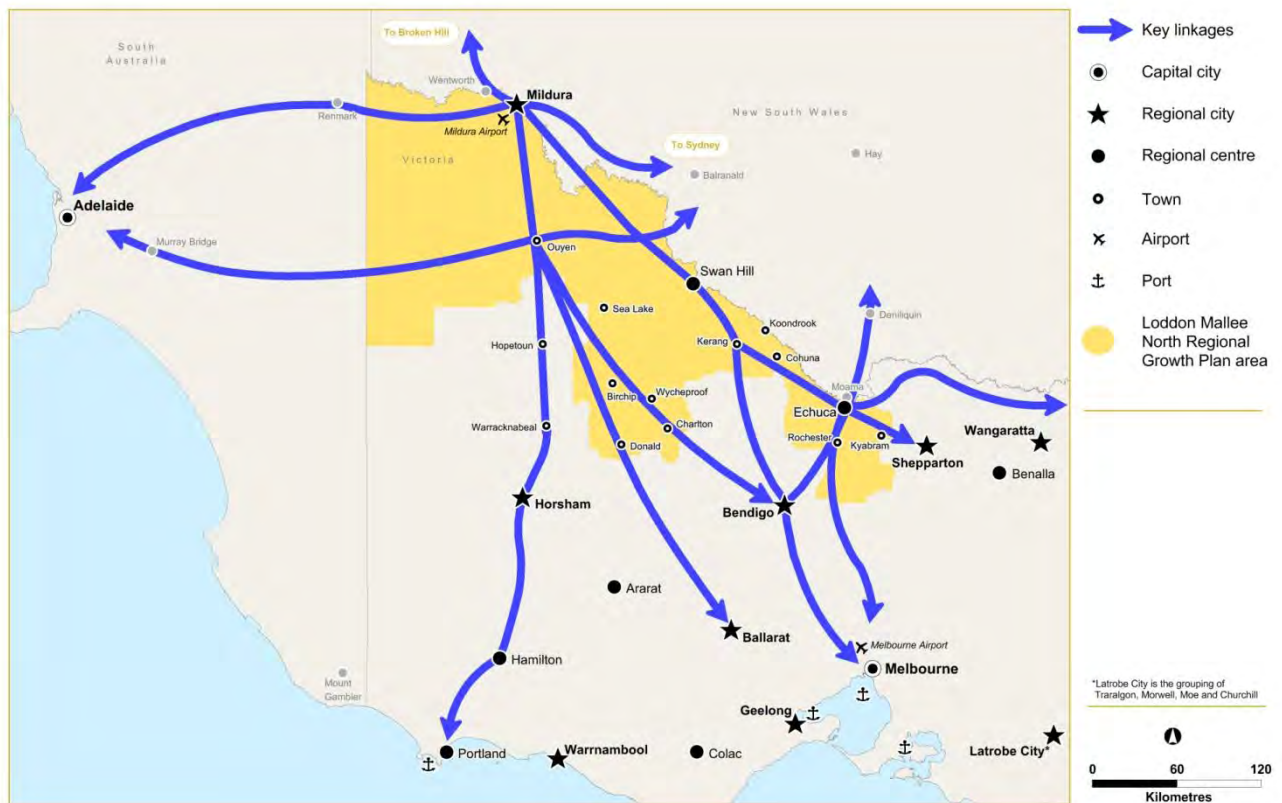 To Broken Hill
South
Australia
Wentworth
Mildura
Renmark
Mildura Airport
New South Wales
Victoria
To Sydney
Hay
Balranald
Adelaide
Murray Bridge
Ouyen
Swan Hill
Sea Lake
Deniliquin
Koondrook
Hopetoun
Kerang
Cohuna
Moama
Birchip
Wycheproof
Echuca
Warracknabeal
Charlton
Rochester
Kyabram
Wangaratta
Donald
Shepparton
Benalla
Horsham
Bendigo
Ararat
Ballarat
Melbourne Airport
Hamilton
Melbourne
Mount
Gambier
Geelong
Portland
Warrnambool
Colac
Latrobe City*
Key linkages
Capital city
Regional city
Regional centre
Town
Airport
Port
Loddon Mallee
North Regional
Growth Plan area
*Latrobe City is the grouping of
Traralgon, Morwell, Moe and Churchill
0 60 120
Kilometres